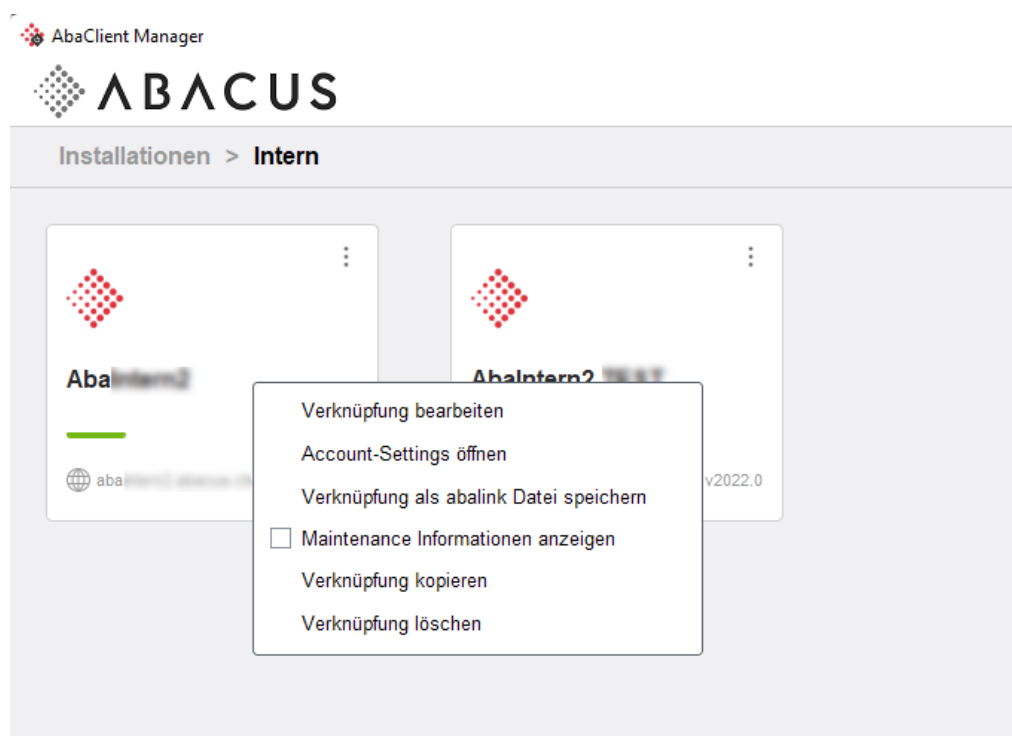 AbaClient Manager
ABACUS
Installationen > Intern
Aba
AbaIntern2
aba
v2022.0
Verknüpfung bearbeiten
Account-Settings öffnen
Verknüpfung als abalink Datei speichern
Maintenance Informationen anzeigen
Verknüpfung kopieren
Verknüpfung löschen